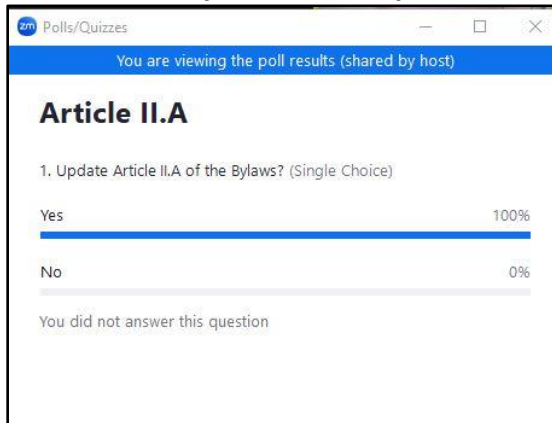 zm Polls/Quizzes
You are viewing the poll results (shared by host)
Article II.A
1. Update Article II.A of the Bylaws? (Single Choice)
Yes 100%
No 0%
You did not answer this question